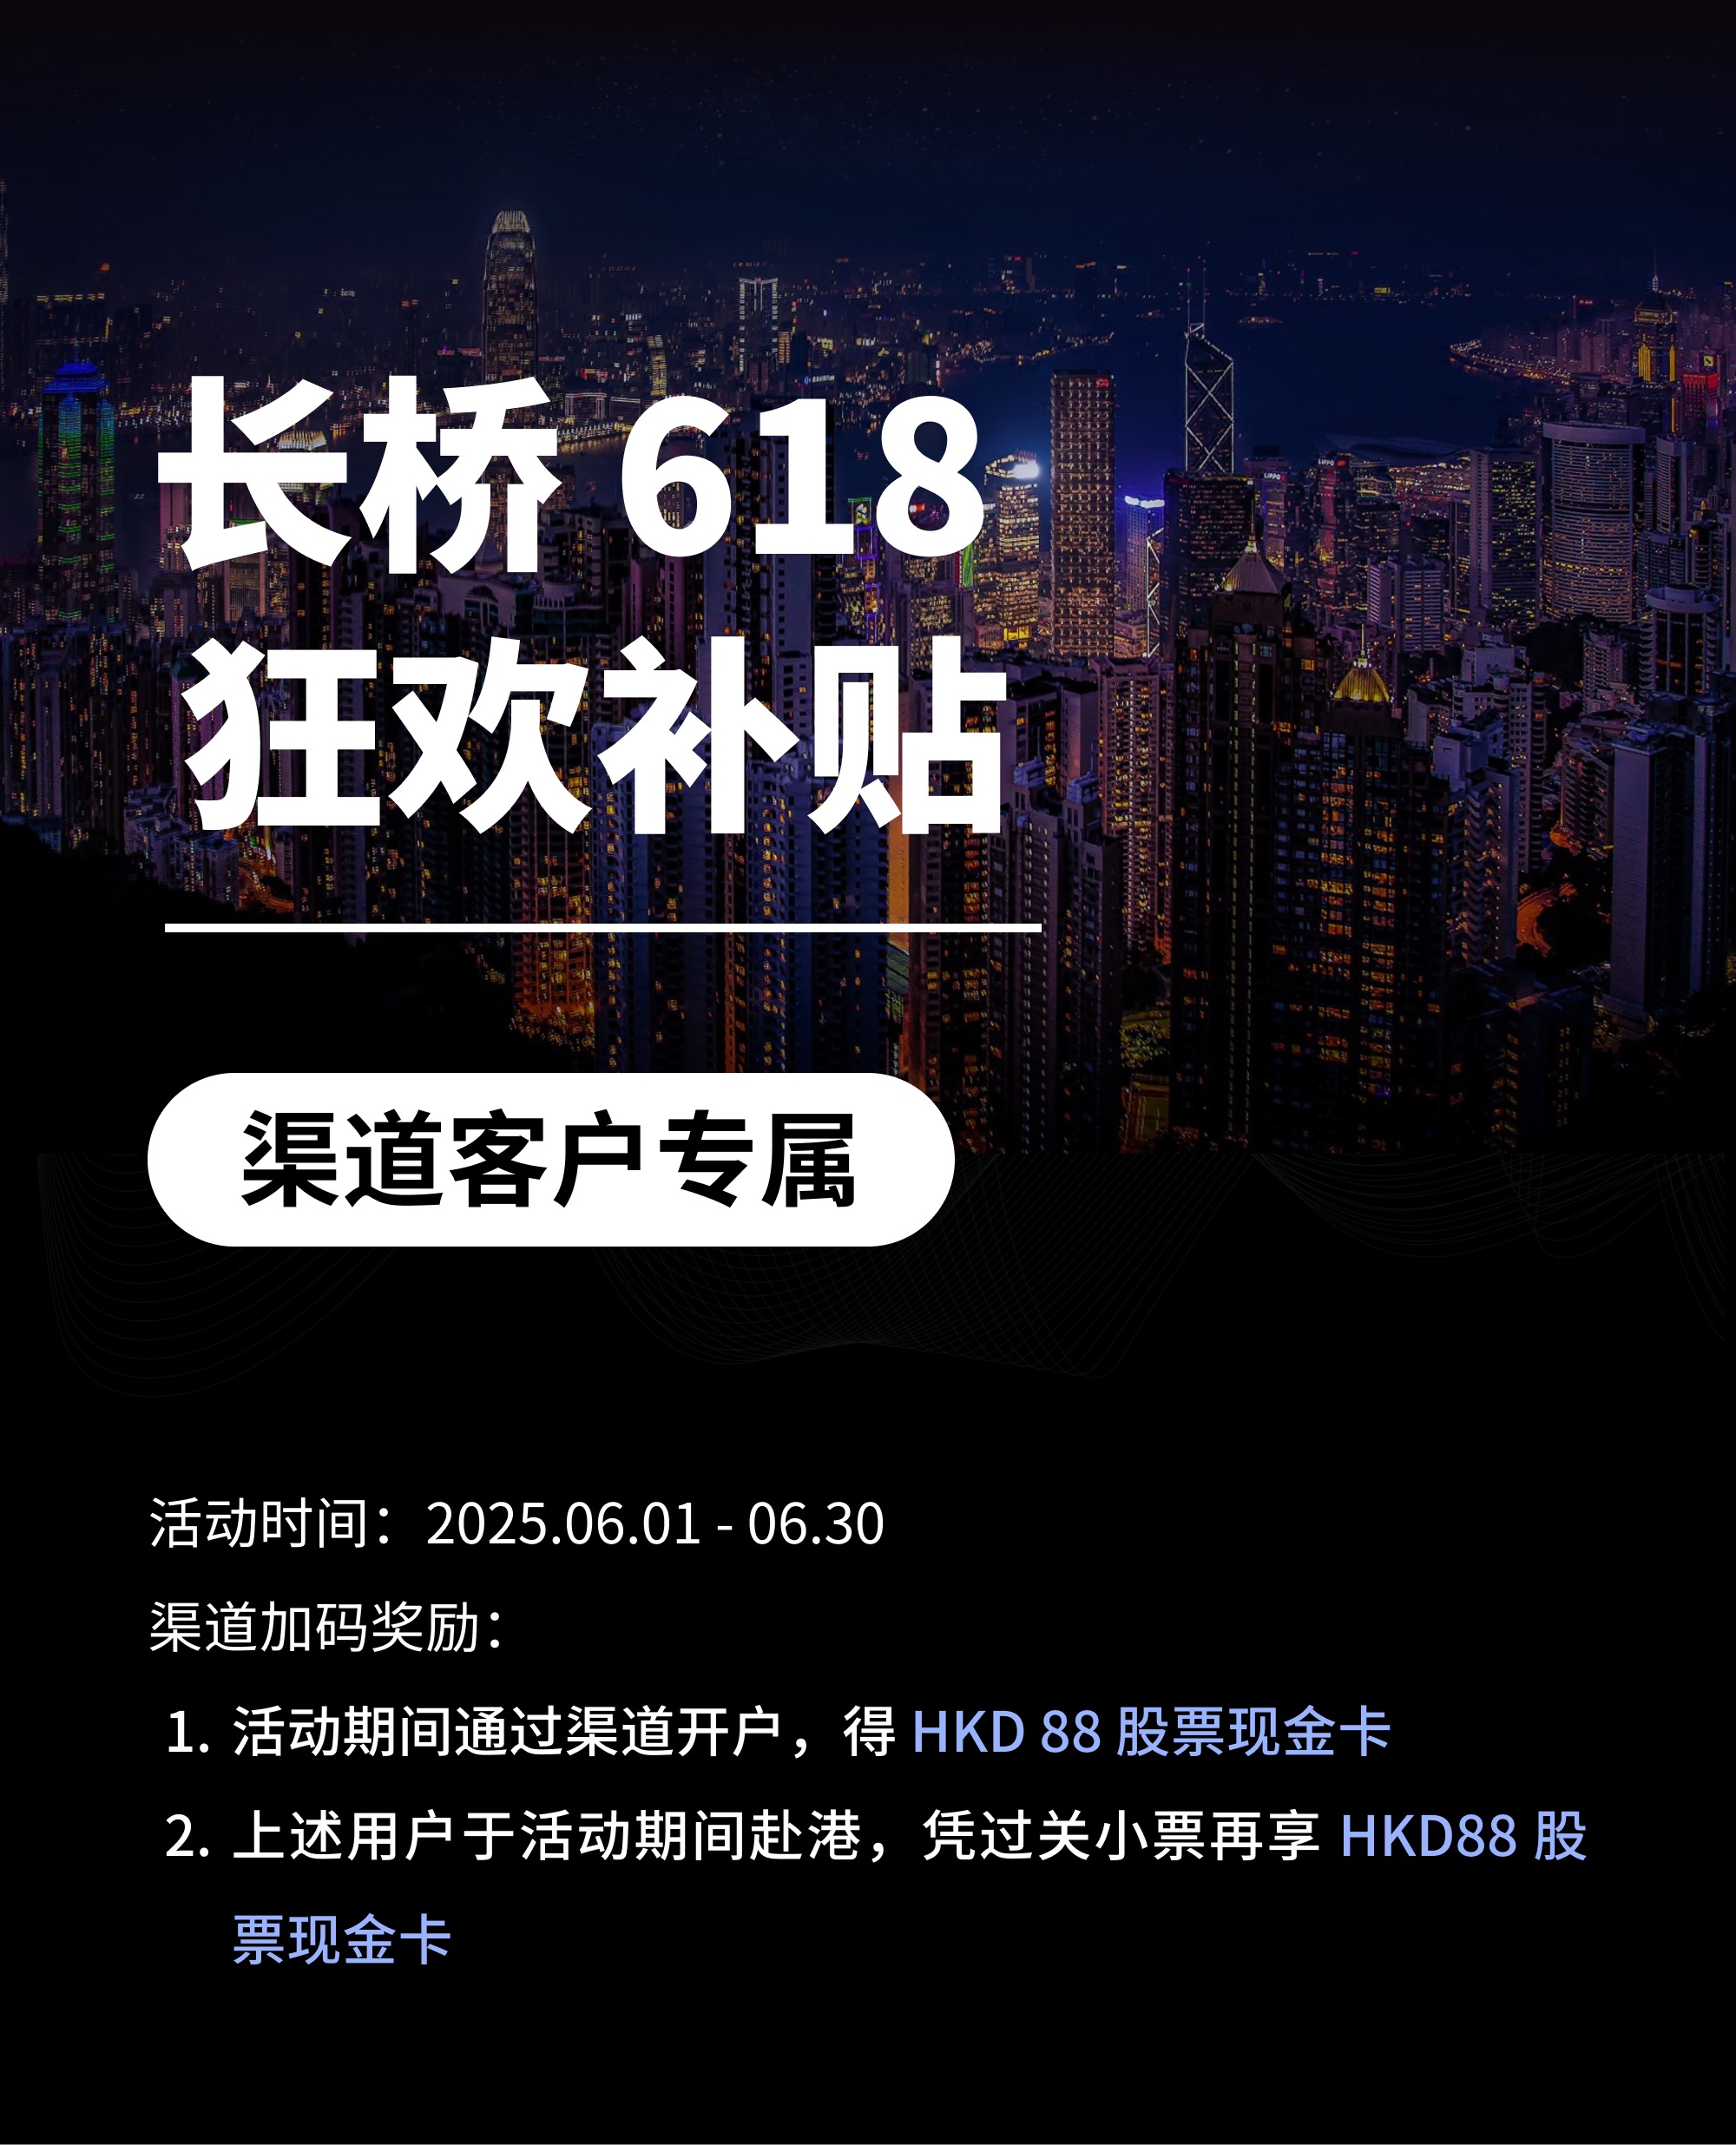 长桥 618
狂欢补贴
渠道客户专属
活动时间：2025.06.01 - 06.30
渠道加码奖励：
1. 活动期间通过渠道开户，得 HKD 88 股票现金卡
2. 上述用户于活动期间赴港，凭过关小票再享 HKD88 股
票现金卡